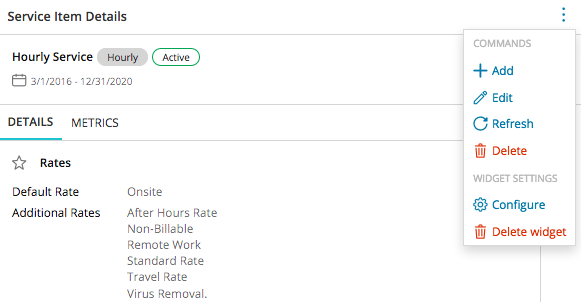 Service Item Details
Hourly Service Hourly Active
3/1/2016 - 12/31/2020
DETAILS METRICS
Rates
Default Rate Onsite
Additional Rates After Hours Rate
Non-Billable
Remote Work
Standard Rate
Travel Rate
Virus Removal.
COMMANDS
Add
Edit
Refresh
Delete
WIDGET SETTINGS
Configure
Delete widget